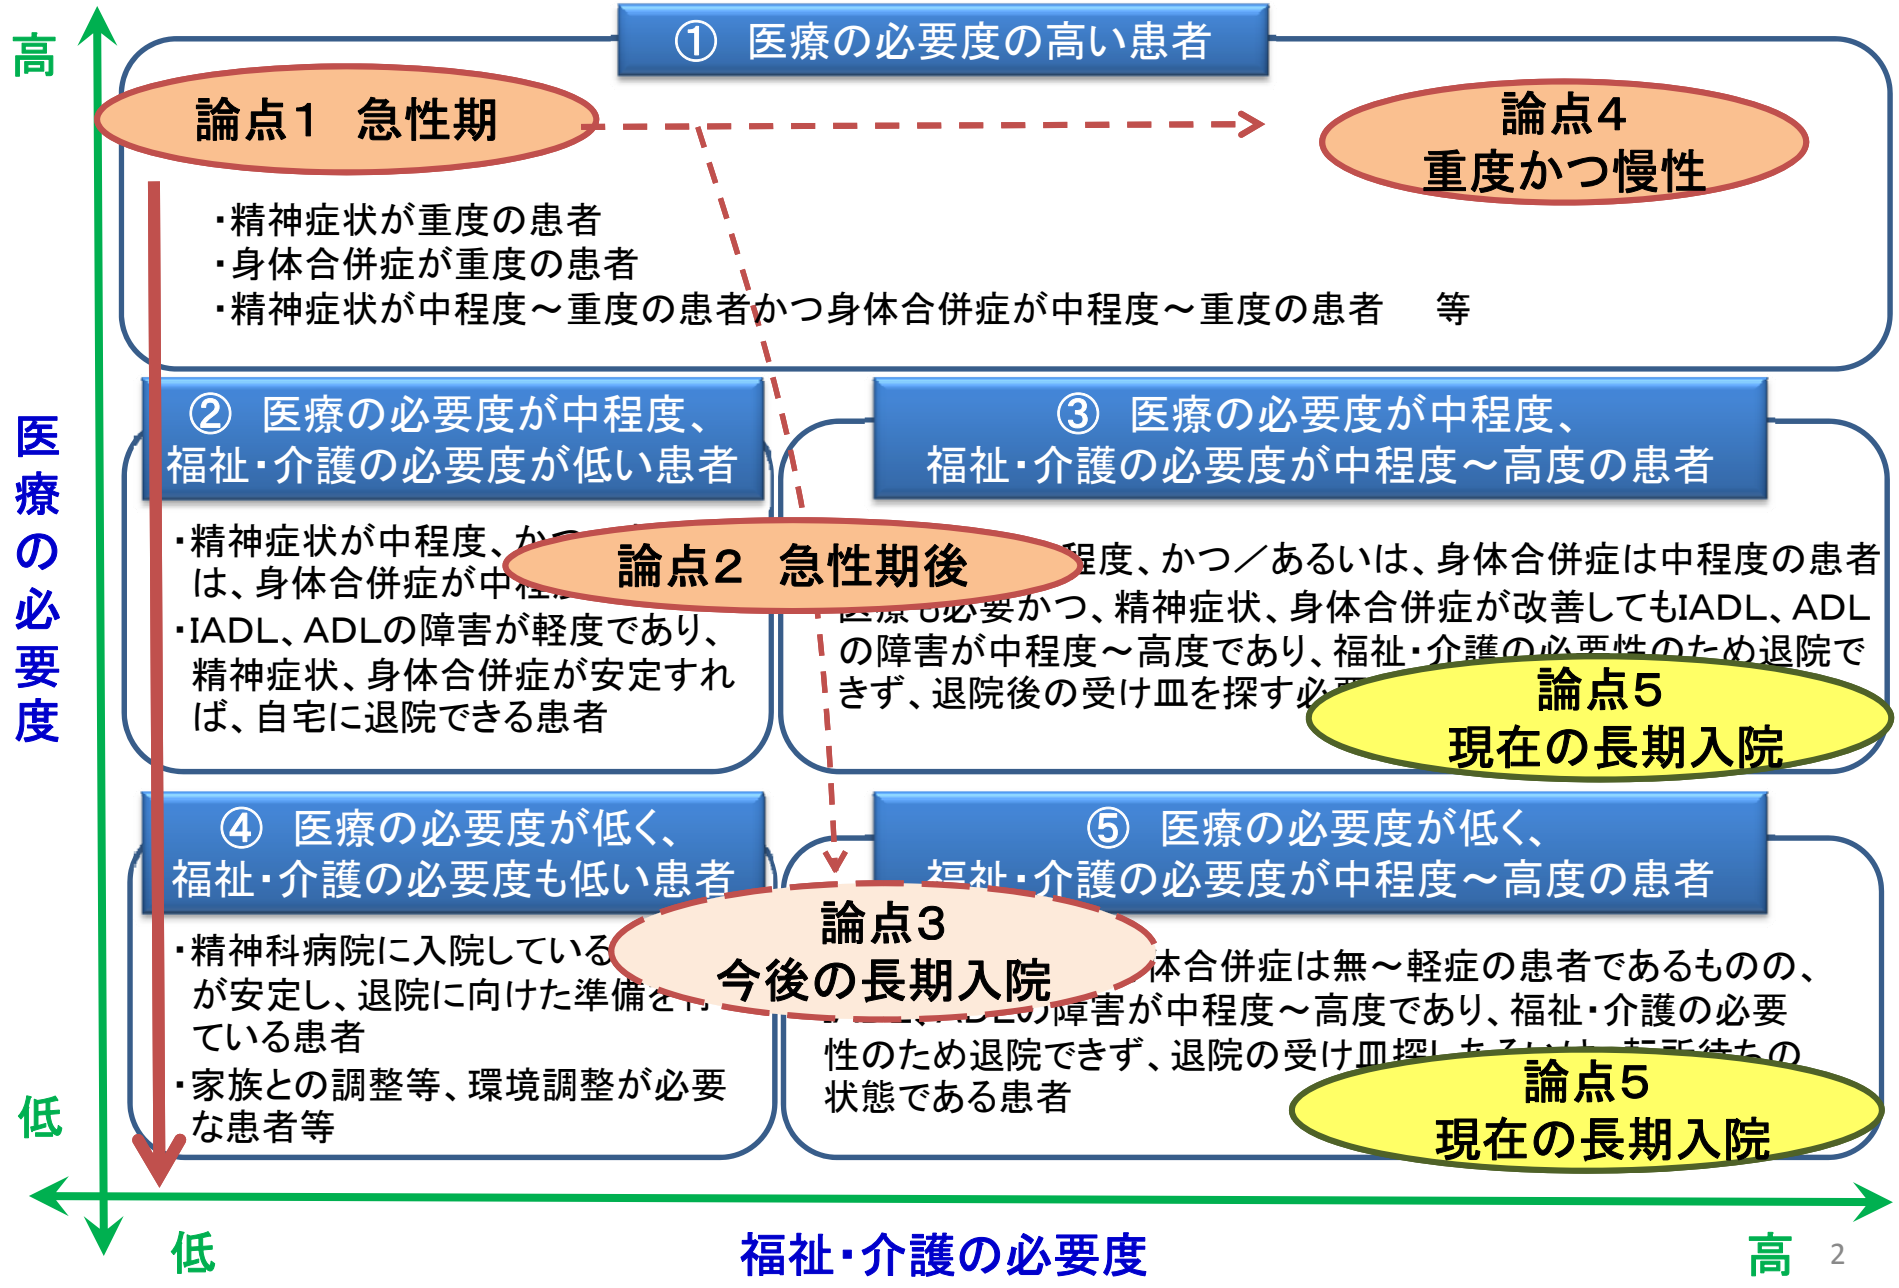 高
① 医療の必要度の高い患者
論点1 急性期
論点4
重度かつ慢性
・精神症状が重度の患者
・身体合併症が重度の患者
・精神症状が中程度～重度の患者かつ身体合併症が中程度～重度の患者 等
医療の必要度
② 医療の必要度が中程度、
福祉・介護の必要度が低い患者
・精神症状が中程度、かつ
は、身体合併症が中程度
・IADL、ADLの障害が軽度であり、
精神症状、身体合併症が安定すれ
ば、自宅に退院できる患者
③ 医療の必要度が中程度、
福祉・介護の必要度が中程度～高度の患者
論点2 急性期後
程度、かつ／あるいは、身体合併症は中程度の患者
医療も必要かつ、精神症状、身体合併症が改善してもIADL、ADL
の障害が中程度～高度であり、福祉・介護の必要性のため退院で
きず、退院後の受け皿を探す必要
論点5
現在の長期入院
④ 医療の必要度が低く、
福祉・介護の必要度も低い患者
・精神科病院に入院している
が安定し、退院に向けた準備を
ている患者
・家族との調整等、環境調整が必要
な患者等
⑤ 医療の必要度が低く、
福祉・介護の必要度が中程度～高度の患者
論点3
今後の長期入院
体合併症は無～軽症の患者であるものの、
ADLの障害が中程度～高度であり、福祉・介護の必要
性のため退院できず、退院の受け皿探しあるいは、転所待ちの
状態である患者
論点5
現在の長期入院
低
低
福祉・介護の必要度
高
2